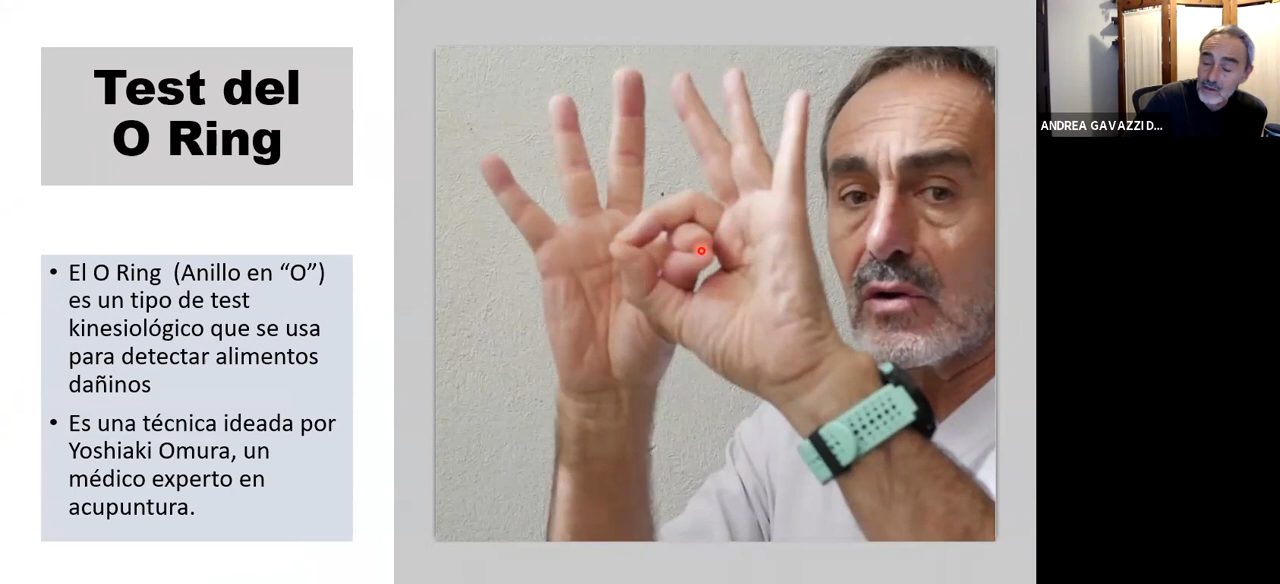 Test del
O Ring
• El O Ring (Anillo en “O”)
es un tipo de test
kinesiológico que se usa
para detectar alimentos
dañinos
• Es una técnica ideada por
Yoshiaki Omura, un
médico experto en
acupuntura.
ANDREA GAVAZZI D...